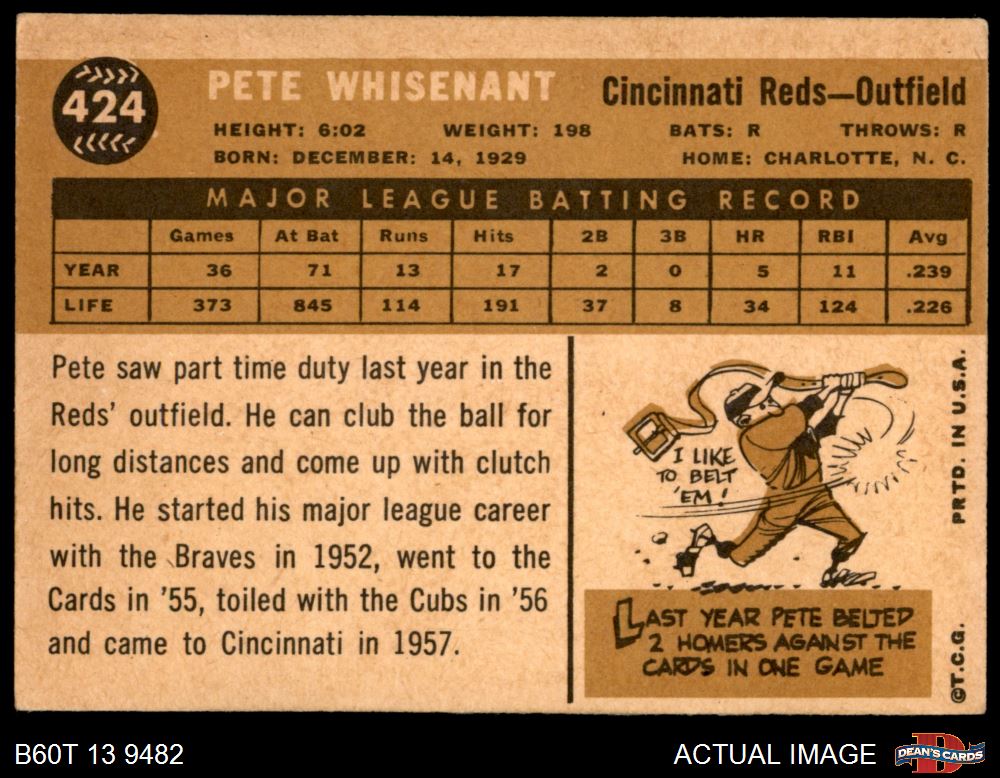 424
PETE WHISENANT
Cincinnati Reds—Outfield
HEIGHT: 6:02 WEIGHT: 198 BATS: R THROWS: R
BORN: DECEMBER: 14, 1929 HOME: CHARLOTTE, N. C.
MAJOR LEAGUE BATTING RECORD
Games At Bat Runs Hits 2B 3B HR RBI Avg
YEAR 36 71 13 17 2 0 5 11 .239
LIFE 373 845 114 191 37 8 34 124 .226
Pete saw part time duty last year in the
Reds' outfield. He can club the ball for
long distances and come up with clutch
hits. He started his major league career
with the Braves in 1952, went to the
Cards in '55, toiled with the Cubs in '56
and came to Cincinnati in 1957.
I LIKE
TO BELT
'EM!
LAST YEAR PETE BELTED
2 HOMERS AGAINST THE
CARDS IN ONE GAME
©T.C.G. PRTD. IN U.S.A.
B60T 13 9482
ACTUAL IMAGE
DEAN'S CARDS